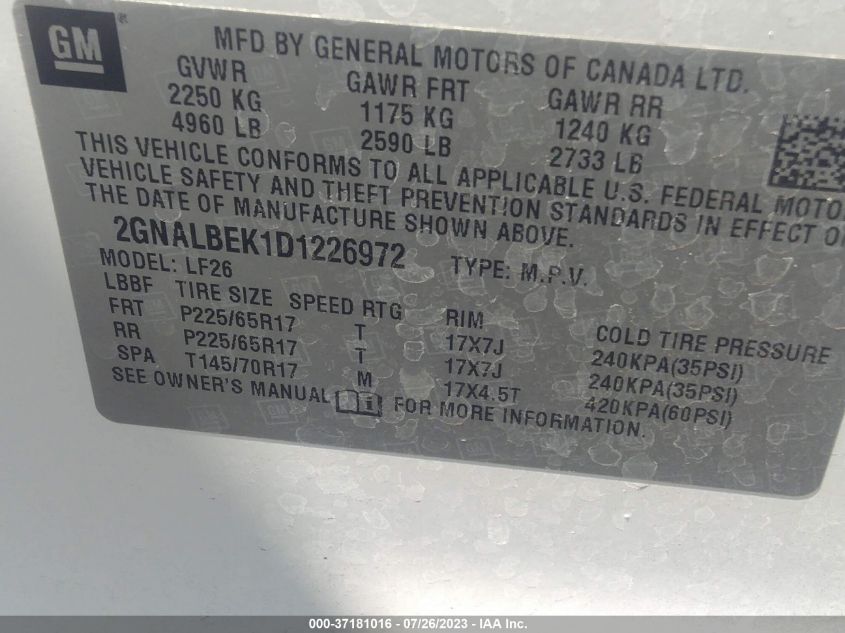 GM
MFD BY GENERAL MOTORS OF CANADA LTD.
GVWR GAWR FRT GAWR RR
2250 KG 1175 KG 1240 KG
4960 LB 2590 LB 2733 LB
THIS VEHICLE CONFORMS TO ALL APPLICABLE U.S. FEDERAL MOTO
VEHICLE SAFETY AND THEFT PREVENTION STANDARDS IN EFFECT O
THE DATE OF MANUFACTURE SHOWN ABOVE.
2GNALBEK1D1226972 TYPE: M.P.V.
MODEL: LF26
LBBF TIRE SIZE SPEED RTG RIM COLD TIRE PRESSURE
FRT P225/65R17 T 17X7J 240KPA(35PSI)
RR P225/65R17 T 17X7J 240KPA(35PSI)
SPA T145/70R17 M 17X4.5T 420KPA(60PSI)
SEE OWNER'S MANUAL FOR MORE INFORMATION.
000-37181016 - 07/26/2023 - IAA Inc.